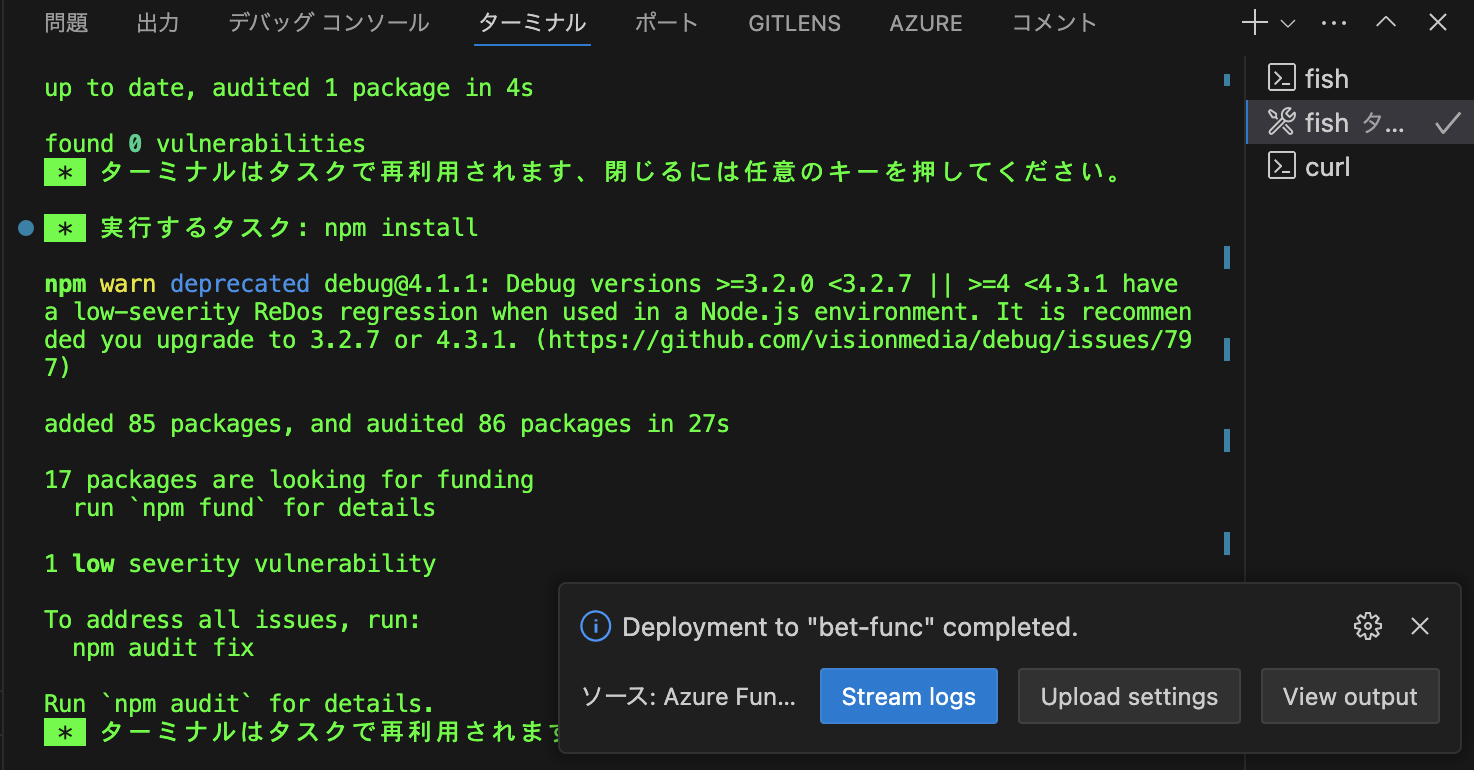 問題 出力 デバッグ コンソール ターミナル ポート GITLENS AZURE コメント
fish
fish タ...
curl
up to date, audited 1 package in 4s
found 0 vulnerabilities
* ターミナルはタスクで再利用されます、閉じるには任意のキーを押してください。
* 実行するタスク: npm install
npm warn deprecated debug@4.1.1: Debug versions >=3.2.0 <3.2.7 || >=4 <4.3.1 have
a low-severity ReDos regression when used in a Node.js environment. It is recommen
ded you upgrade to 3.2.7 or 4.3.1. (https://github.com/visionmedia/debug/issues/79
7)
added 85 packages, and audited 86 packages in 27s
17 packages are looking for funding
run `npm fund` for details
1 low severity vulnerability
To address all issues, run:
npm audit fix
Run `npm audit` for details.
* ターミナルはタスクで再利用されます
Deployment to "bet-func" completed.
ソース: Azure Fun...
Stream logs
Upload settings
View output